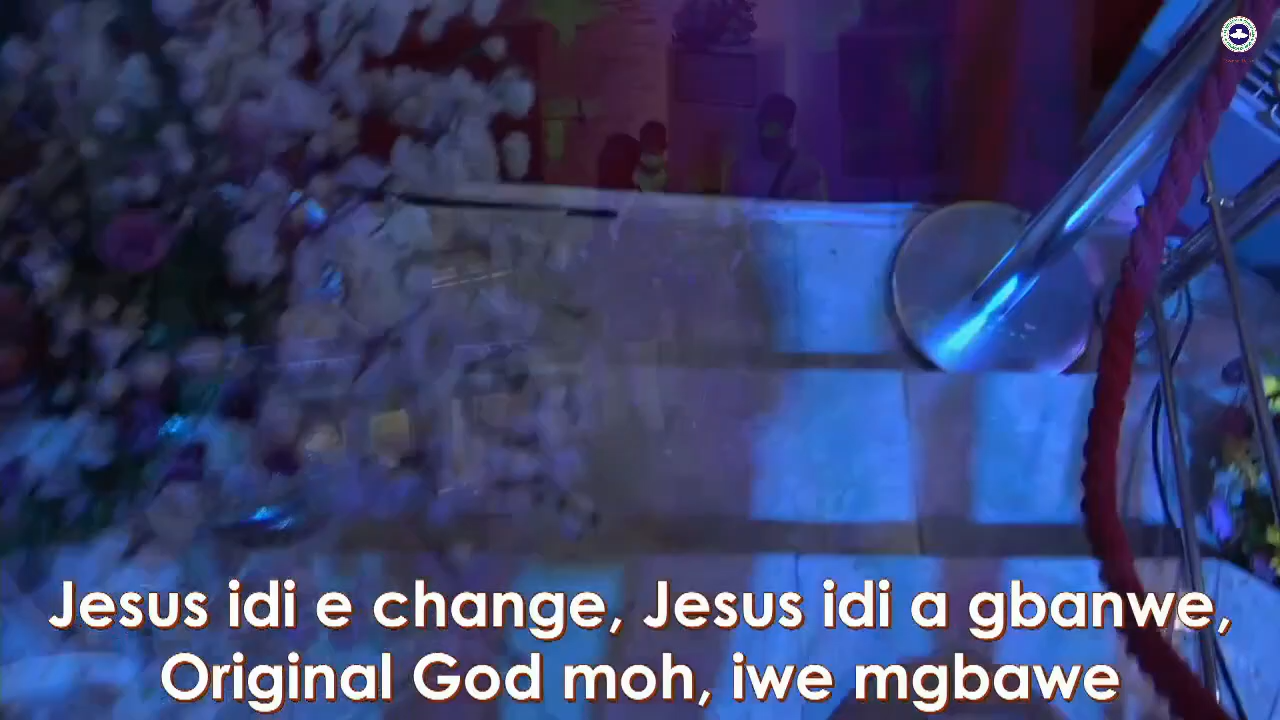 Jesus idi e change, Jesus idi a gbanwe,
Original God moh, iwe mgbawe